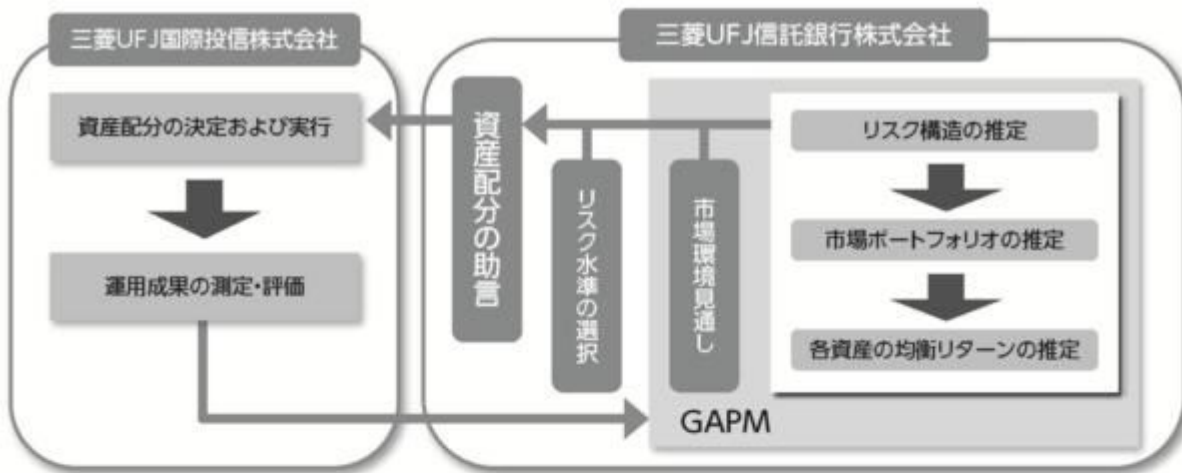 三菱UFJ国際投信株式会社
資産配分の決定および実行
運用成果の測定・評価
三菱UFJ信託銀行株式会社
資産配分の助言
リスク水準の選択
市場環境見通し
リスク構造の推定
市場ポートフォリオの推定
各資産の均衡リターンの推定
GAPM